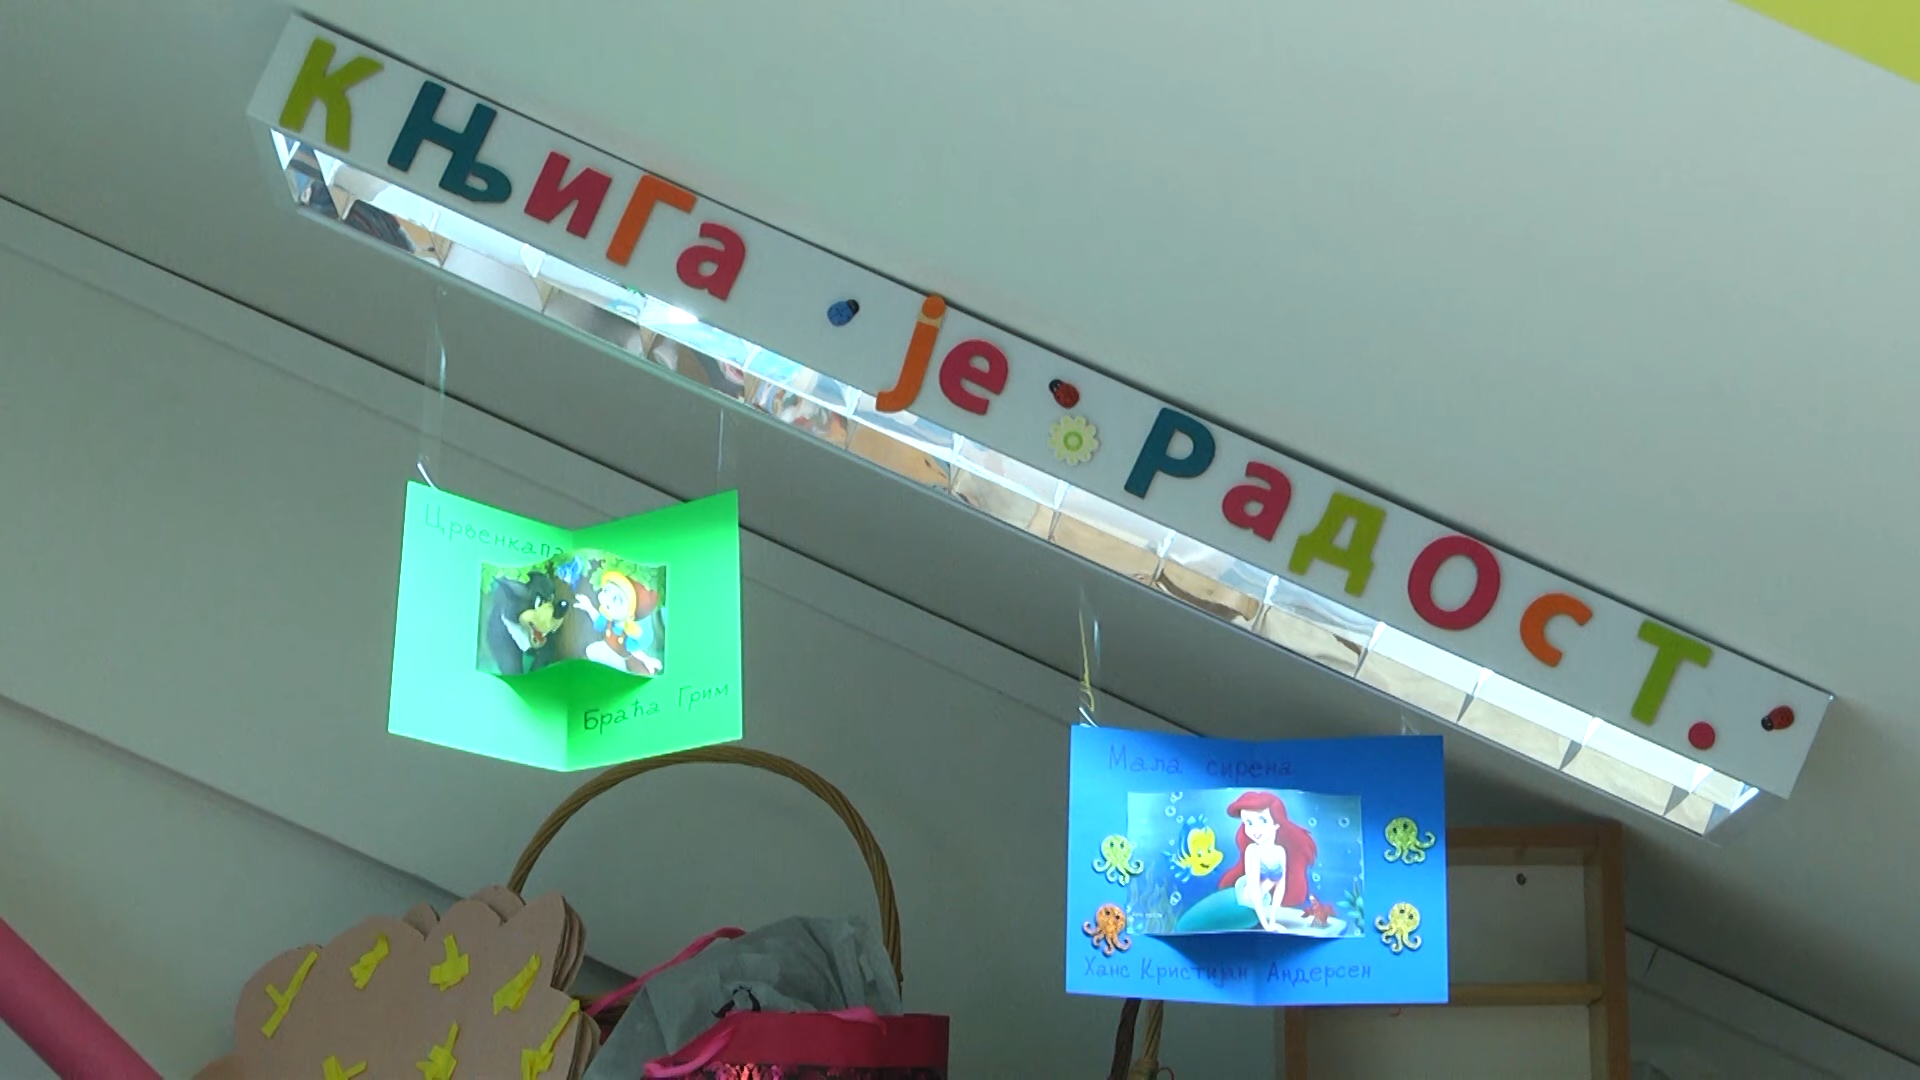 Књига је радост.
Црвенкапа
Браћа Грим
Мала сирена
Ханс Кристијан Андерсен